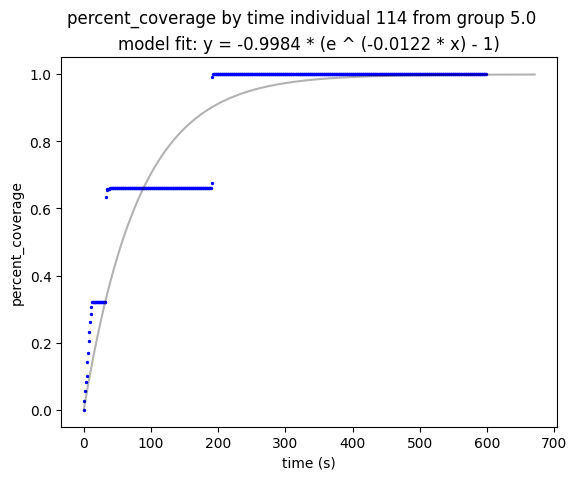 percent_coverage by time individual 114 from group 5.0
model fit: y = -0.9984 * (e ^ (-0.0122 * x) - 1)
1.0
0.8
0.6
0.4
0.2
0.0
percent_coverage
0 100 200 300 400 500 600 700
time (s)